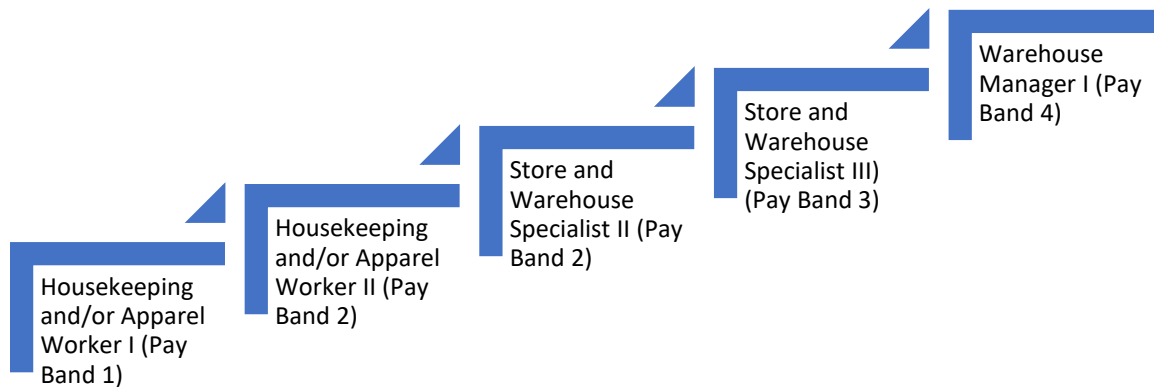 Housekeeping
and/or Apparel
Worker I (Pay
Band 1)
Housekeeping
and/or Apparel
Worker II (Pay
Band 2)
Store and
Warehouse
Specialist II (Pay
Band 2)
Store and
Warehouse
Specialist III)
(Pay Band 3)
Warehouse
Manager I (Pay
Band 4)